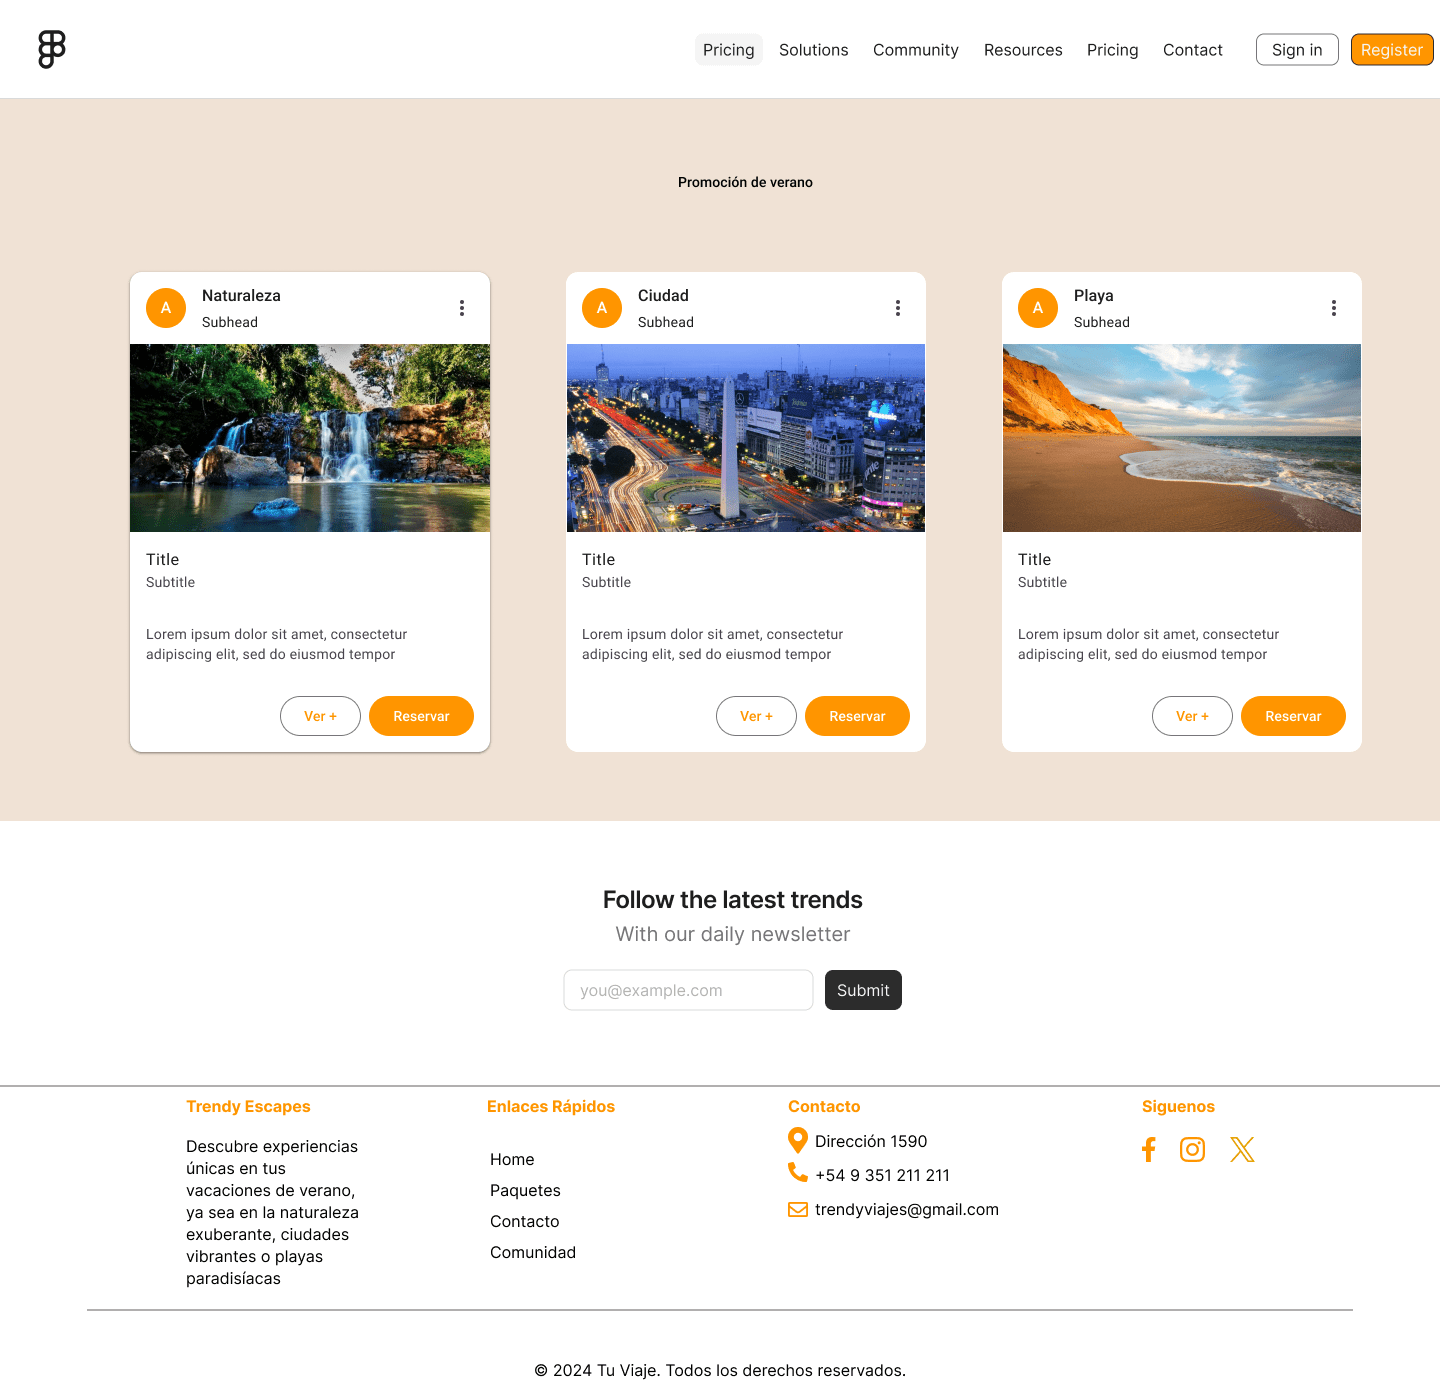 Pricing Solutions Community Resources Pricing Contact Sign in Register
Promoción de verano
A Naturaleza
Subhead
Title
Subtitle
Lorem ipsum dolor sit amet, consectetur
adipiscing elit, sed do eiusmod tempor
Ver + Reservar
A Ciudad
Subhead
Title
Subtitle
Lorem ipsum dolor sit amet, consectetur
adipiscing elit, sed do eiusmod tempor
Ver + Reservar
A Playa
Subhead
Title
Subtitle
Lorem ipsum dolor sit amet, consectetur
adipiscing elit, sed do eiusmod tempor
Ver + Reservar
Follow the latest trends
With our daily newsletter
you@example.com Submit
Trendy Escapes
Descubre experiencias
únicas en tus
vacaciones de verano,
ya sea en la naturaleza
exuberante, ciudades
vibrantes o playas
paradisíacas
Enlaces Rápidos
Home
Paquetes
Contacto
Comunidad
Contacto
Dirección 1590
+54 9 351 211 211
trendyviajes@gmail.com
Siguenos
© 2024 Tu Viaje. Todos los derechos reservados.